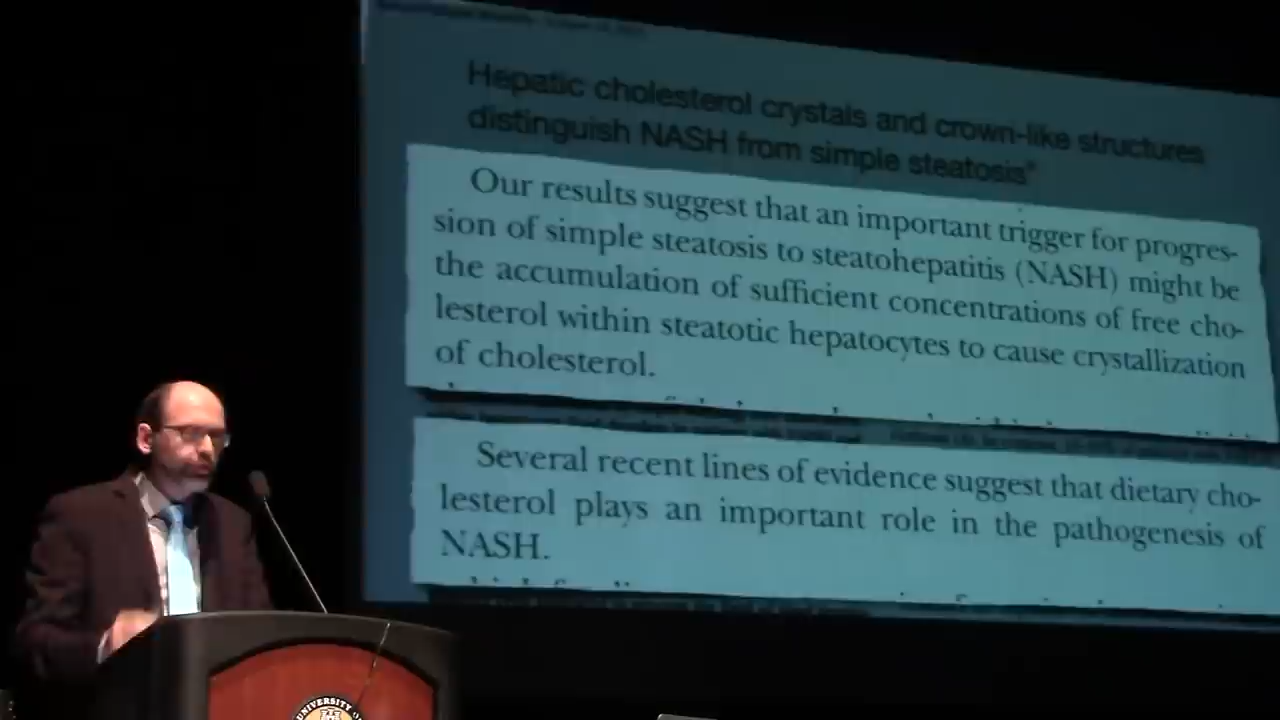 Hepatic cholesterol crystals and crown-like structures
distinguish NASH from simple steatosis*
Our results suggest that an important trigger for progres-
sion of simple steatosis to steatohepatitis (NASH) might be
the accumulation of sufficient concentrations of free cho-
lesterol within steatotic hepatocytes to cause crystallization
of cholesterol.
Several recent lines of evidence suggest that dietary cho-
lesterol plays an important role in the pathogenesis of
NASH.
UNIVERSITY OF